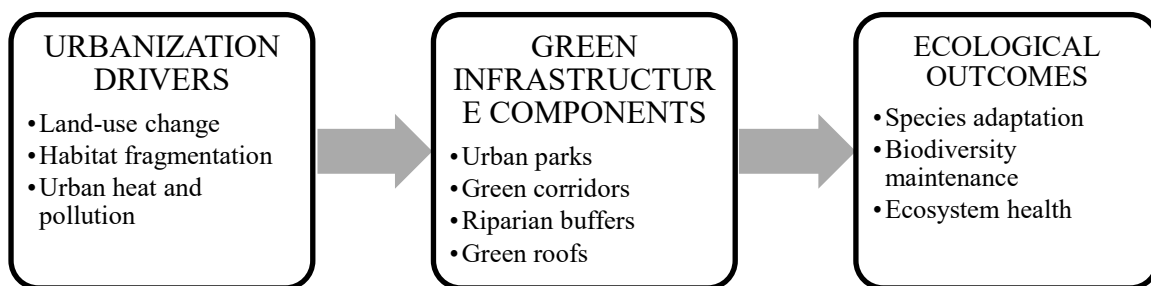 URBANIZATION
DRIVERS
•Land-use change
•Habitat fragmentation
•Urban heat and
pollution
GREEN
INFRASTRUCTUR
E COMPONENTS
•Urban parks
•Green corridors
•Riparian buffers
•Green roofs
ECOLOGICAL
OUTCOMES
•Species adaptation
•Biodiversity
maintenance
•Ecosystem health